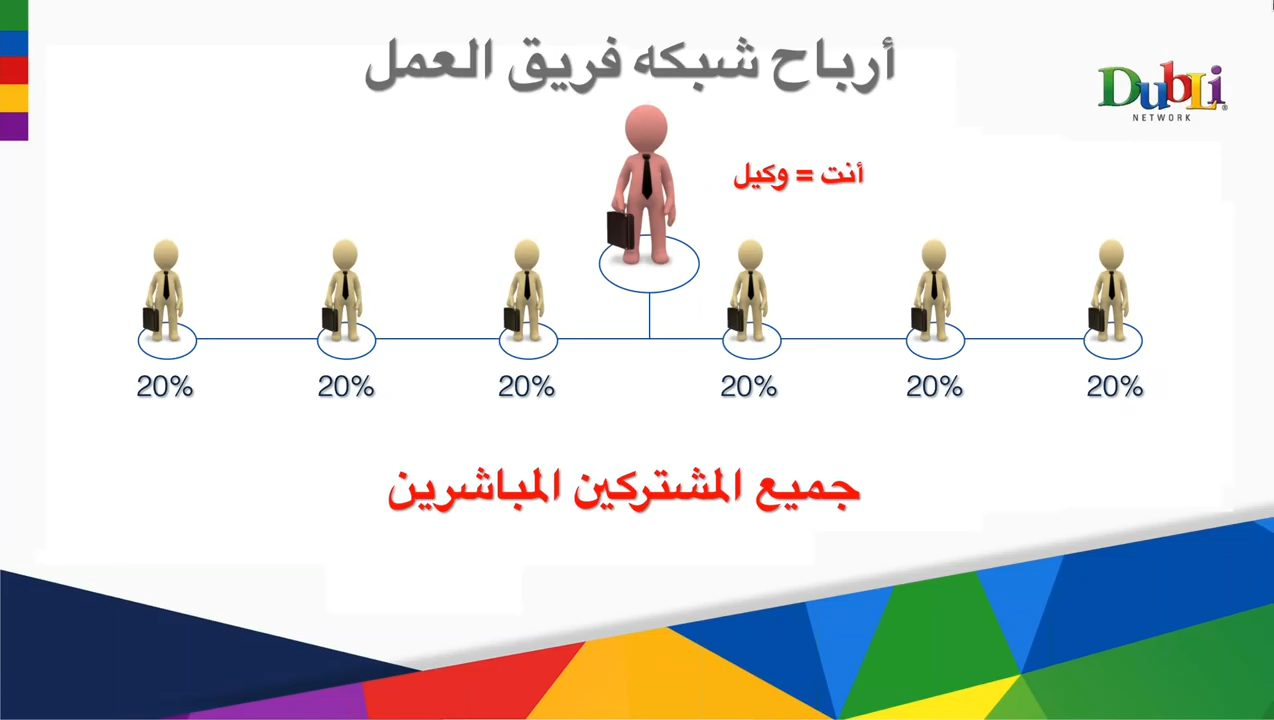 أرباح شبكه فريق العمل
DubLi®
NETWORK
أنت = وكيل
20% 20% 20% 20% 20% 20%
جميع المشتركين المباشرين